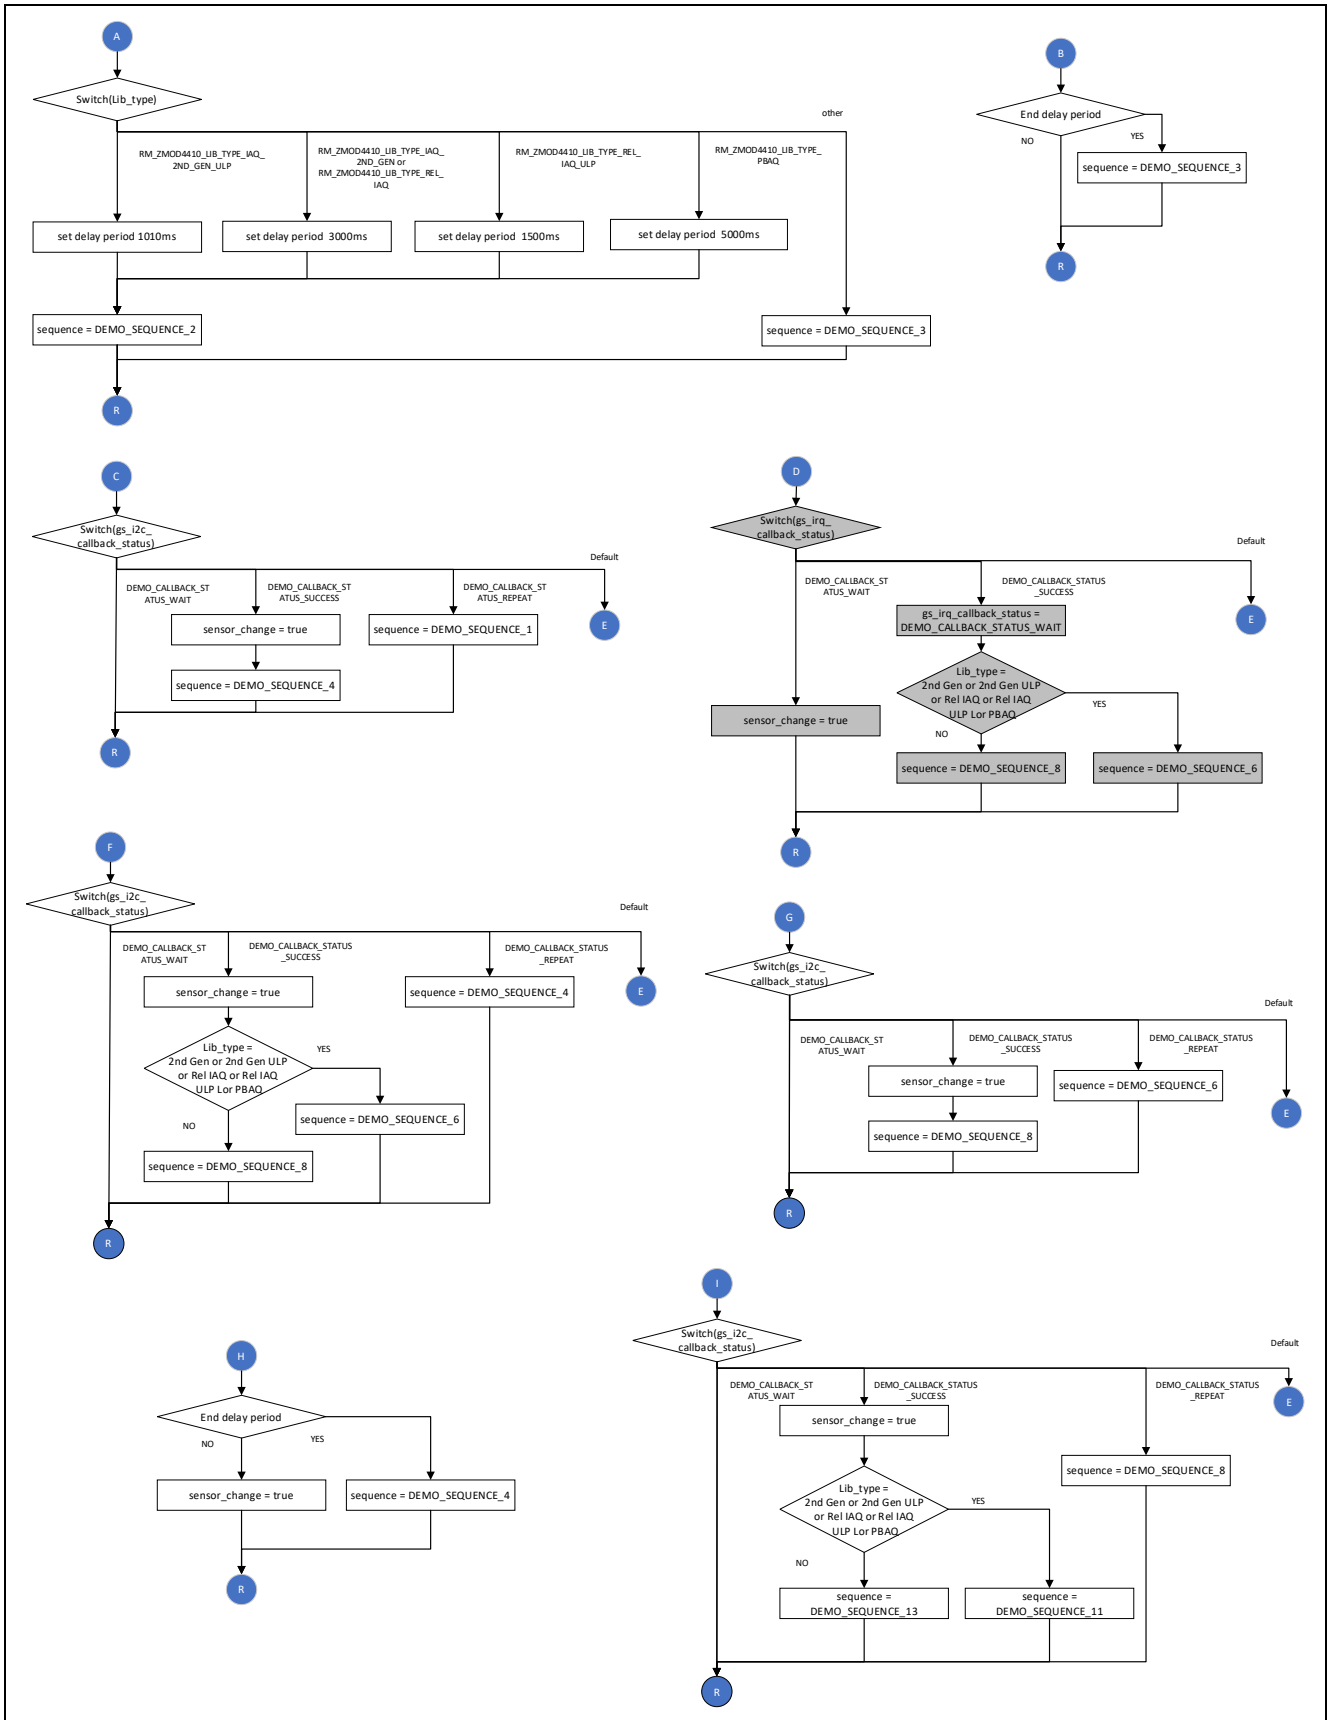 A
Switch(Lib_type)
other
RM_ZMOD4410_LIB_TYPE_IAQ_
2ND_GEN_ULP
RM_ZMOD4410_LIB_TYPE_IAQ_
2ND_GEN or
RM_ZMOD4410_LIB_TYPE_REL_
IAQ
RM_ZMOD4410_LIB_TYPE_REL_
IAQ_ULP
RM_ZMOD4410_LIB_TYPE_
PBAQ
set delay period 1010ms
set delay period 3000ms
set delay period 1500ms
set delay period 5000ms
sequence = DEMO_SEQUENCE_2
sequence = DEMO_SEQUENCE_3
R
B
End delay period
NO
YES
sequence = DEMO_SEQUENCE_3
R
C
Switch(gs_i2c_
callback_status)
Default
DEMO_CALLBACK_ST
ATUS_WAIT
DEMO_CALLBACK_ST
ATUS_SUCCESS
DEMO_CALLBACK_ST
ATUS_REPEAT
sensor_change = true
sequence = DEMO_SEQUENCE_1
E
sequence = DEMO_SEQUENCE_4
R
D
Switch(gs_irq_
callback_status)
Default
DEMO_CALLBACK_ST
ATUS_WAIT
DEMO_CALLBACK_STATUS
_SUCCESS
gs_irq_callback_status =
DEMO_CALLBACK_STATUS_WAIT
E
Lib_type =
2nd Gen or 2nd Gen ULP
or Rel IAQ or Rel IAQ
ULP Lor PBAQ
YES
NO
sensor_change = true
sequence = DEMO_SEQUENCE_8
sequence = DEMO_SEQUENCE_6
R
F
Switch(gs_i2c_
callback_status)
Default
DEMO_CALLBACK_ST
ATUS_WAIT
DEMO_CALLBACK_STATUS
_SUCCESS
DEMO_CALLBACK_STATUS
_REPEAT
sensor_change = true
sequence = DEMO_SEQUENCE_4
E
Lib_type =
2nd Gen or 2nd Gen ULP
or Rel IAQ or Rel IAQ
ULP Lor PBAQ
YES
NO
sequence = DEMO_SEQUENCE_6
sequence = DEMO_SEQUENCE_8
R
G
Switch(gs_i2c_
callback_status)
Default
DEMO_CALLBACK_ST
ATUS_WAIT
DEMO_CALLBACK_STATUS
_SUCCESS
DEMO_CALLBACK_STATUS
_REPEAT
sensor_change = true
sequence = DEMO_SEQUENCE_6
E
sequence = DEMO_SEQUENCE_8
R
H
End delay period
NO
YES
sensor_change = true
sequence = DEMO_SEQUENCE_4
R
I
Switch(gs_i2c_
callback_status)
Default
DEMO_CALLBACK_ST
ATUS_WAIT
DEMO_CALLBACK_STATUS
_SUCCESS
DEMO_CALLBACK_STATUS
_REPEAT
E
sensor_change = true
sequence = DEMO_SEQUENCE_8
Lib_type =
2nd Gen or 2nd Gen ULP
or Rel IAQ or Rel IAQ
ULP Lor PBAQ
YES
NO
sequence =
DEMO_SEQUENCE_13
sequence =
DEMO_SEQUENCE_11
R